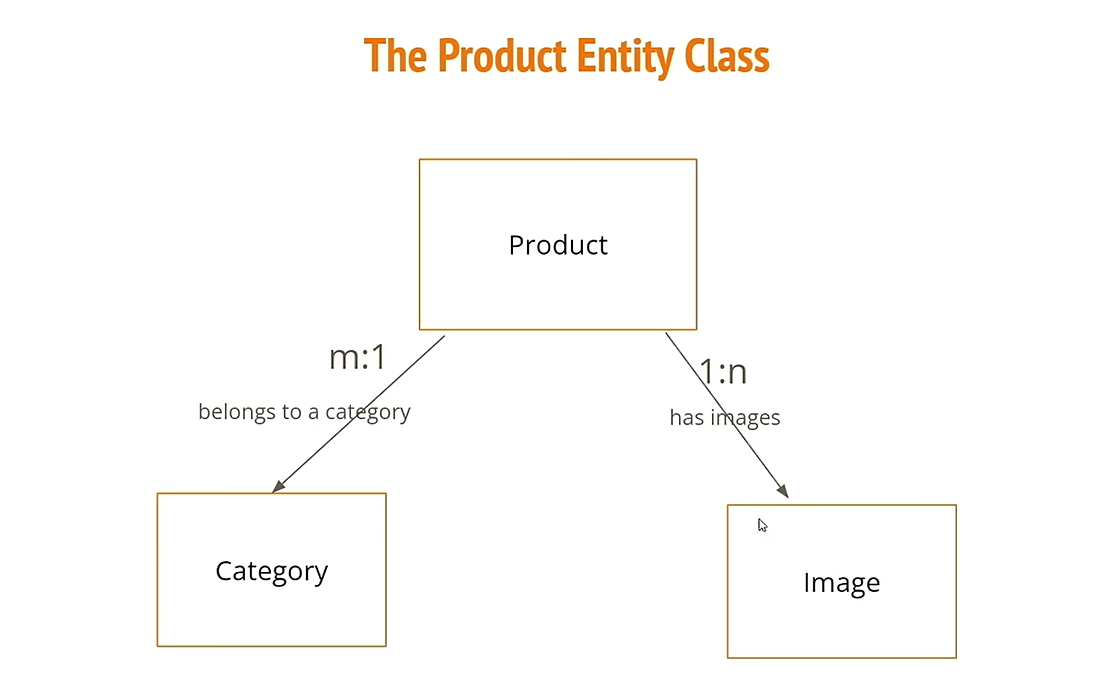 The Product Entity Class
Product
m:1
1:n
belongs to a category
has images
Category
Image